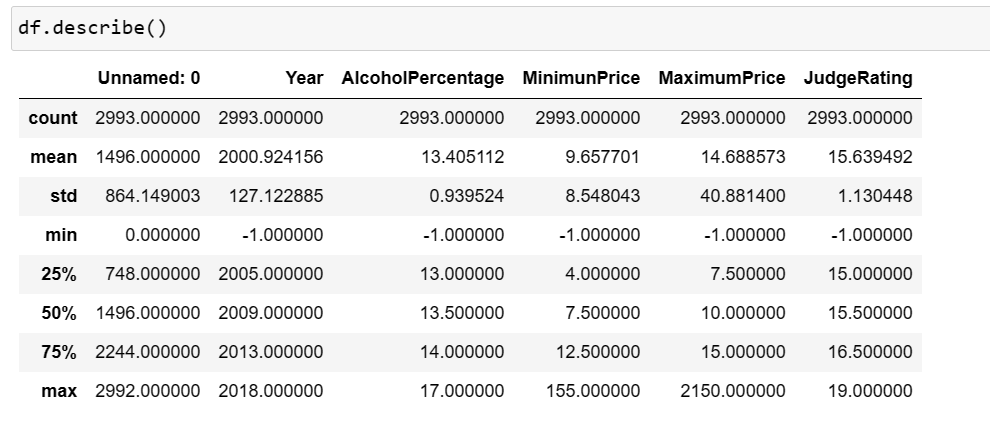 df.describe()
Unnamed: 0 Year AlcoholPercentage MinimunPrice MaximumPrice JudgeRating
count 2993.000000 2993.000000 2993.000000 2993.000000 2993.000000 2993.000000
mean 1496.000000 2000.924156 13.405112 9.657701 14.688573 15.639492
std 864.149003 127.122885 0.939524 8.548043 40.881400 1.130448
min 0.000000 -1.000000 -1.000000 -1.000000 -1.000000 -1.000000
25% 748.000000 2005.000000 13.000000 4.000000 7.500000 15.000000
50% 1496.000000 2009.000000 13.500000 7.500000 10.000000 15.500000
75% 2244.000000 2013.000000 14.000000 12.500000 15.000000 16.500000
max 2992.000000 2018.000000 17.000000 155.000000 2150.000000 19.000000